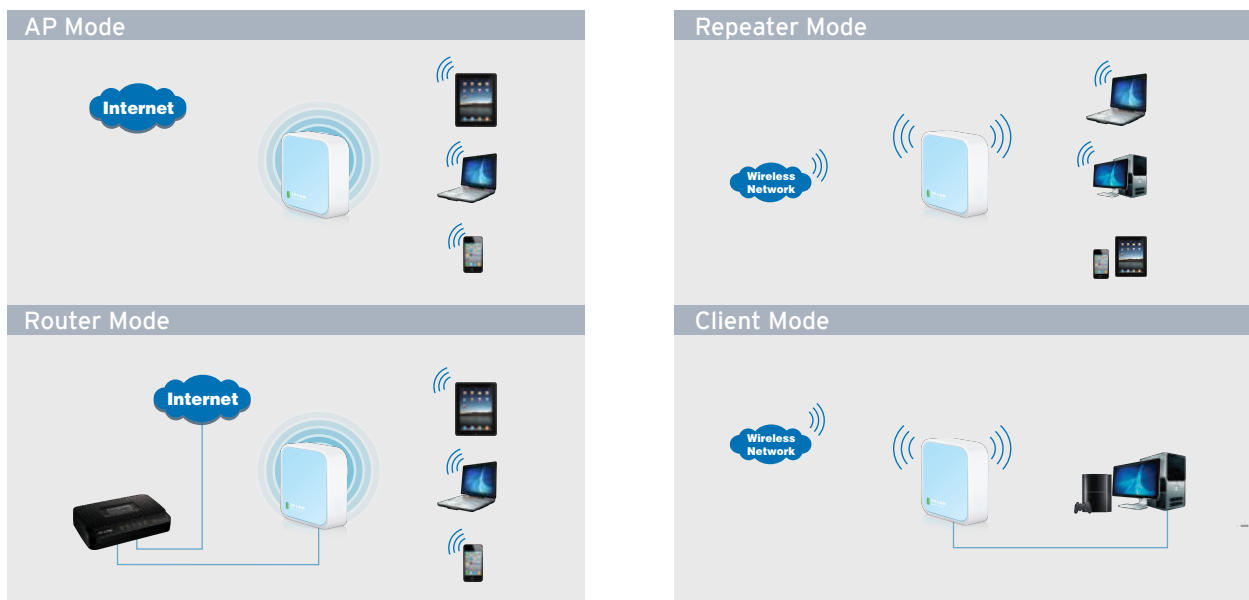 AP Mode
Internet
Repeater Mode
Wireless
Network
Router Mode
Internet
Client Mode
Wireless
Network